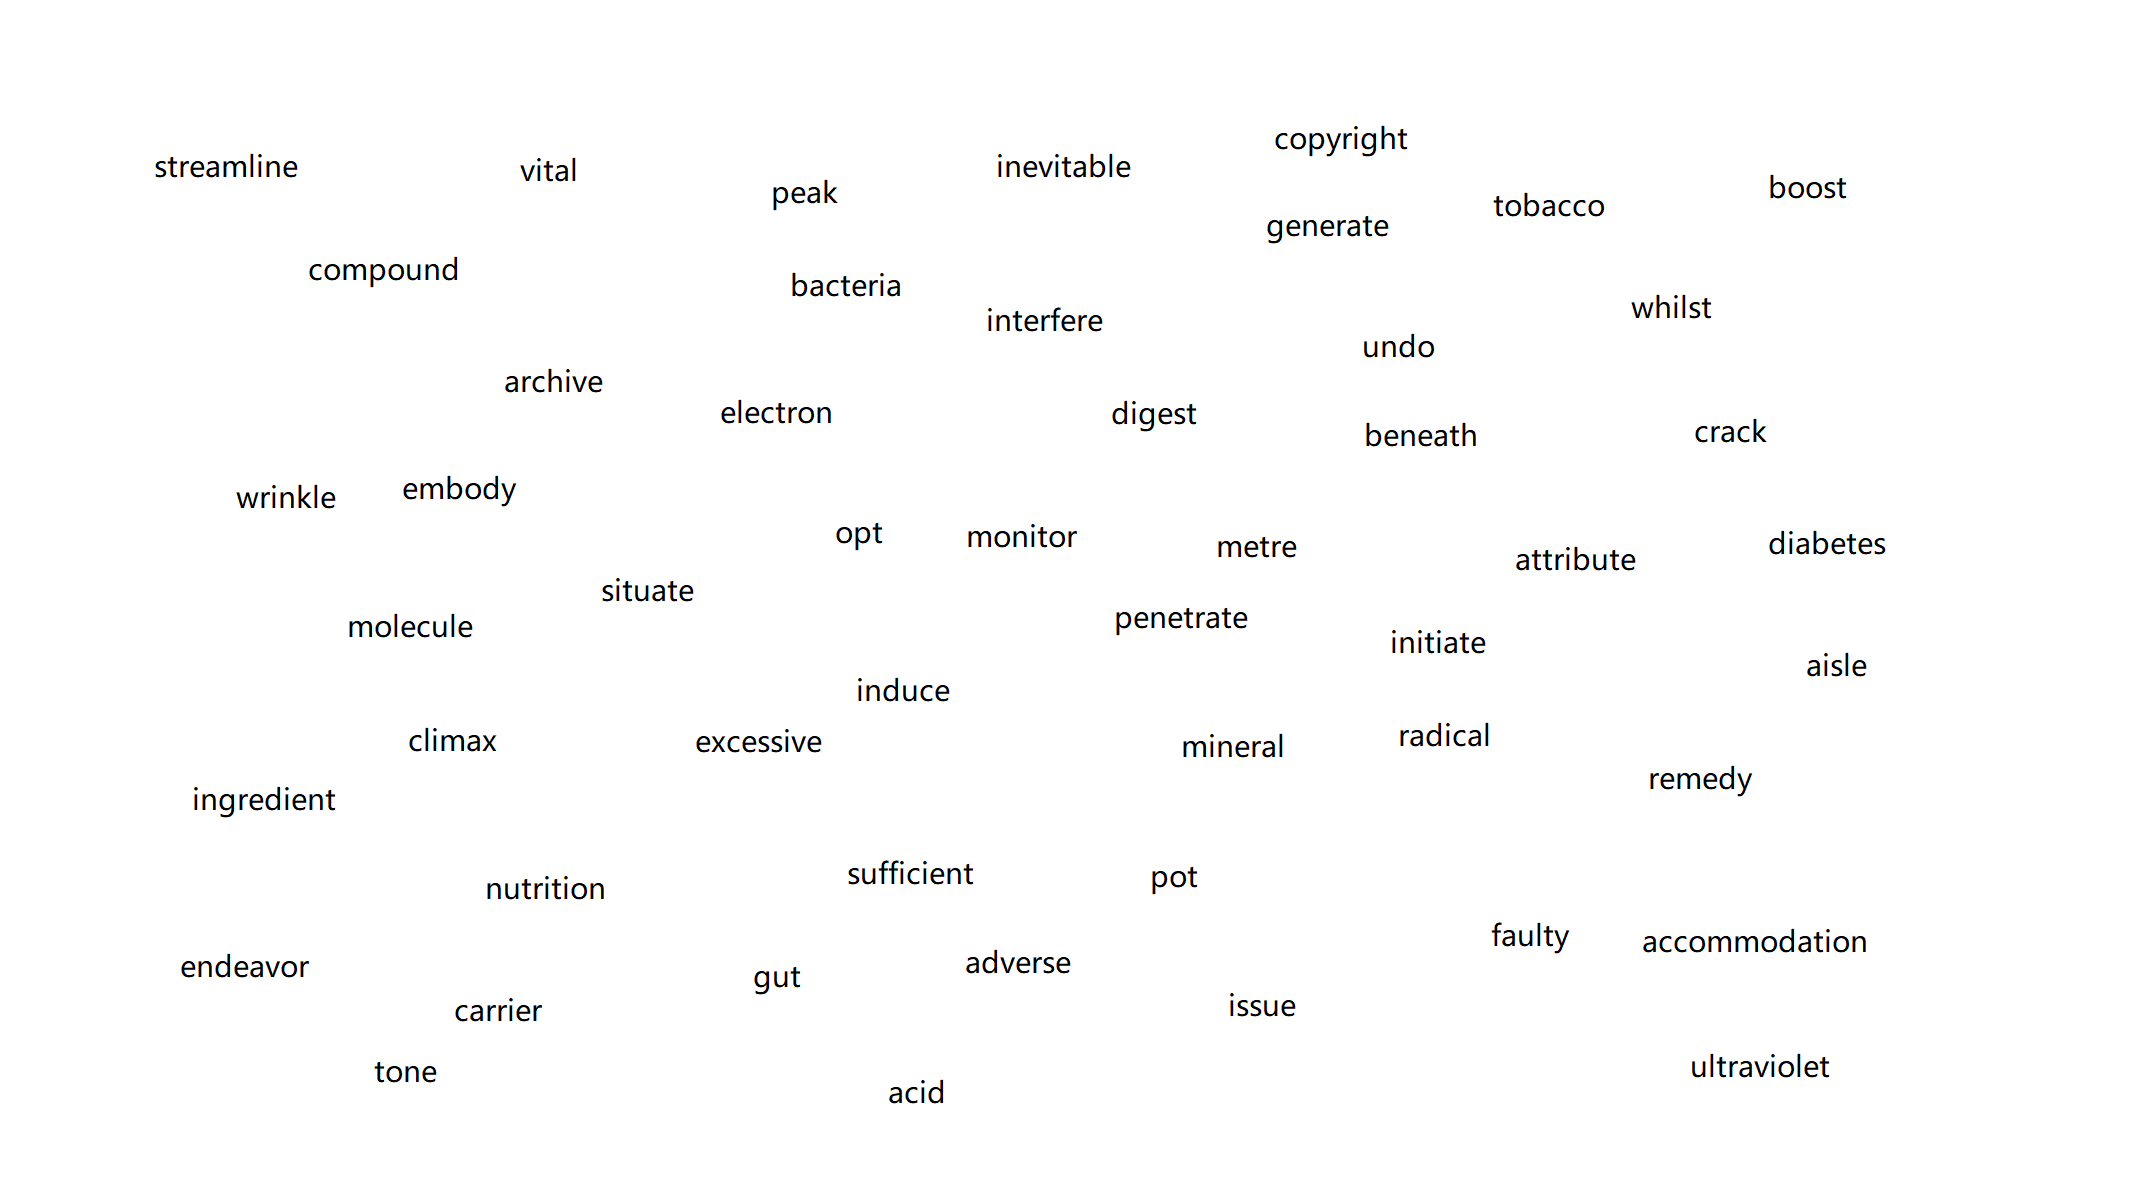 copyright
streamline
vital
inevitable
peak
boost
tobacco
generate
compound
bacteria
whilst
interfere
undo
archive
electron
digest
crack
beneath
wrinkle
embody
opt
monitor
metre
diabetes
attribute
situate
penetrate
molecule
initiate
aisle
induce
climax
excessive
mineral
radical
remedy
ingredient
sufficient
pot
nutrition
faulty
accommodation
endeavor
gut
adverse
carrier
issue
tone
ultraviolet
acid